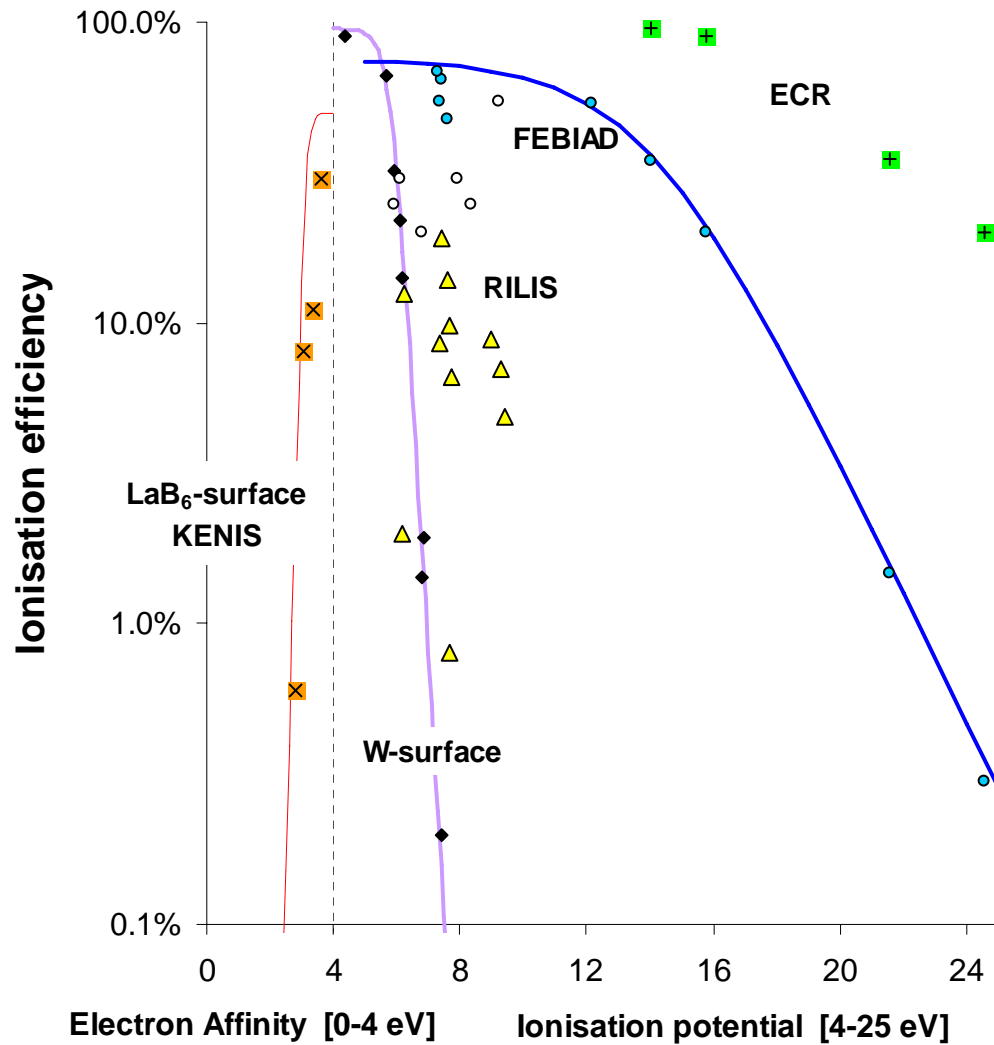 Ionisation efficiency
100.0%
10.0%
1.0%
0.1%
ECR
FEBIAD
RILIS
LaB₆-surface
KENIS
W-surface
0 4 8 12 16 20 24
Electron Affinity [0-4 eV] Ionisation potential [4-25 eV]